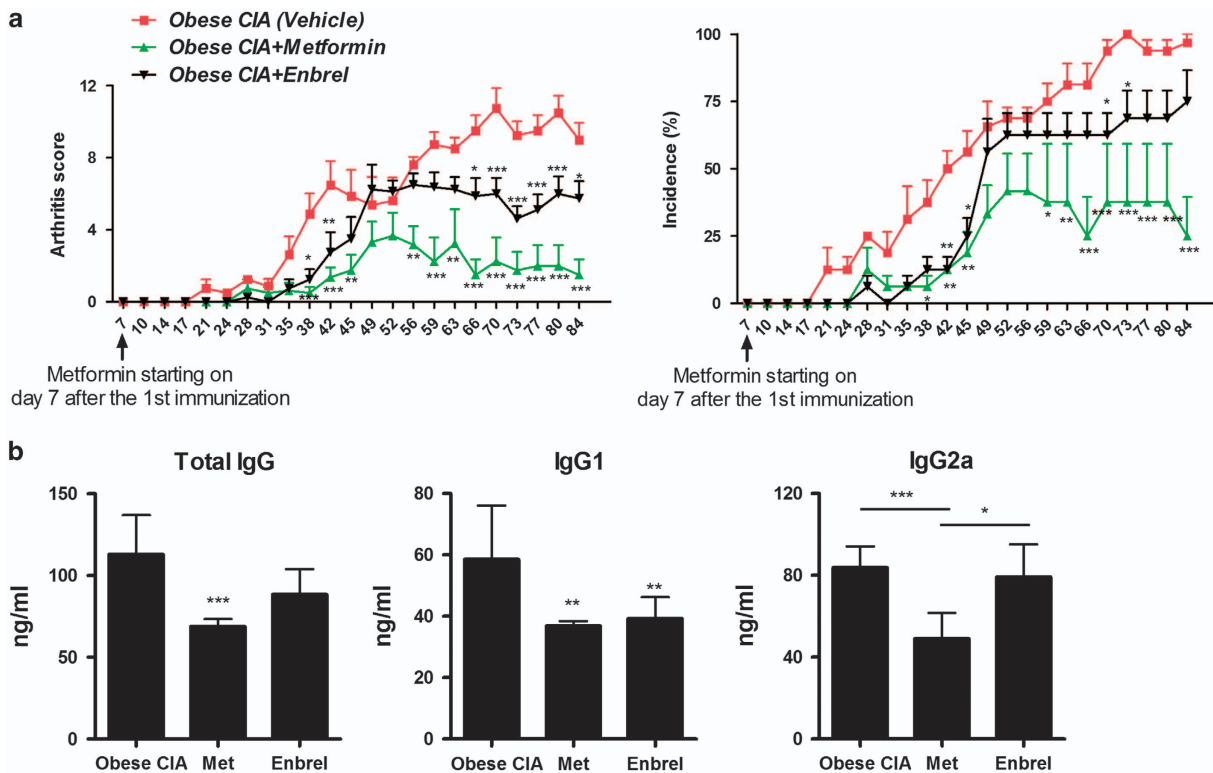 a
Obese CIA (Vehicle)
Obese CIA+Metformin
Obese CIA+Enbrel
Arthritis score
12
8
4
0
* ** * *** *** *** *** *
*** *** ** ** *** ** *** *** *** *** *** ***
7 10 14 17 21 24 28 31 35 38 42 45 49 52 56 59 63 66 70 73 77 80 84
Metformin starting on
day 7 after the 1st immunization
Incidence (%)
100
75
50
25
0
** * * *
* ** ** * ** *** *** *** *** *** ***
7 10 14 17 21 24 28 31 35 38 42 45 49 52 56 59 63 66 70 73 77 80 84
Metformin starting on
day 7 after the 1st immunization
b
Total IgG
ng/ml
150
100
50
0
***
Obese CIA Met Enbrel
IgG1
ng/ml
80
60
40
20
0
** **
Obese CIA Met Enbrel
IgG2a
ng/ml
120
80
40
0
*** *
Obese CIA Met Enbrel